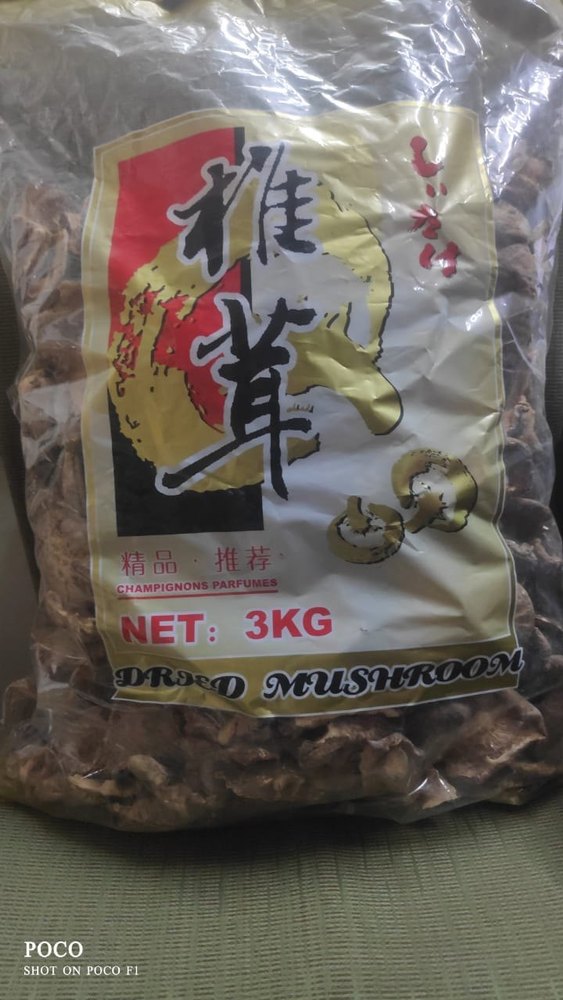 椎茸
しいたけ
精品·推荐
CHAMPIGNONS PARFUMES
NET: 3KG
DRIED MUSHROOM
POCO
SHOT ON POCO F1